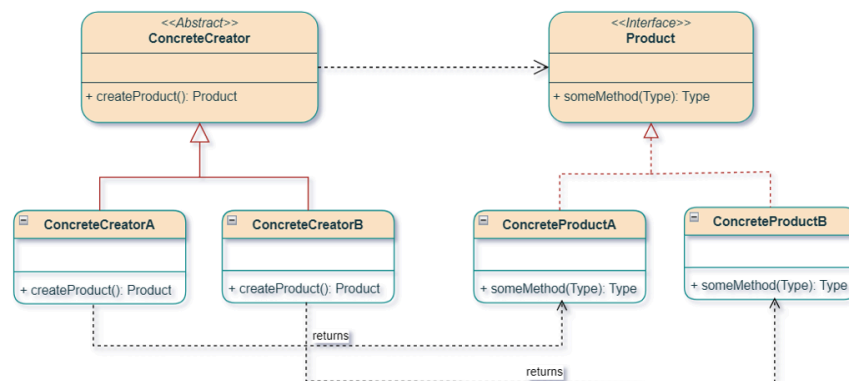 <<Abstract>>
ConcreteCreator
+ createProduct(): Product
<<Interface>>
Product
+ someMethod(Type): Type
ConcreteCreatorA
+ createProduct(): Product
ConcreteCreatorB
+ createProduct(): Product
ConcreteProductA
+ someMethod(Type): Type
ConcreteProductB
+ someMethod(Type): Type
returns
returns